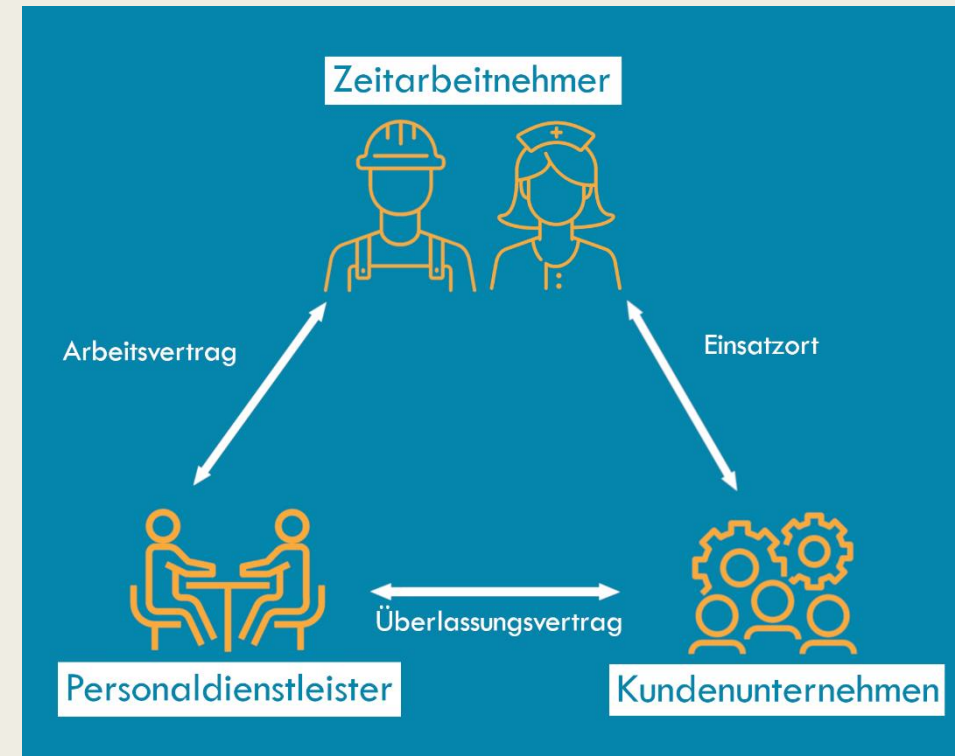 Zeitarbeitnehmer
Arbeitsvertrag
Einsatzort
Überlassungsvertrag
Personaldienstleister
Kundenunternehmen